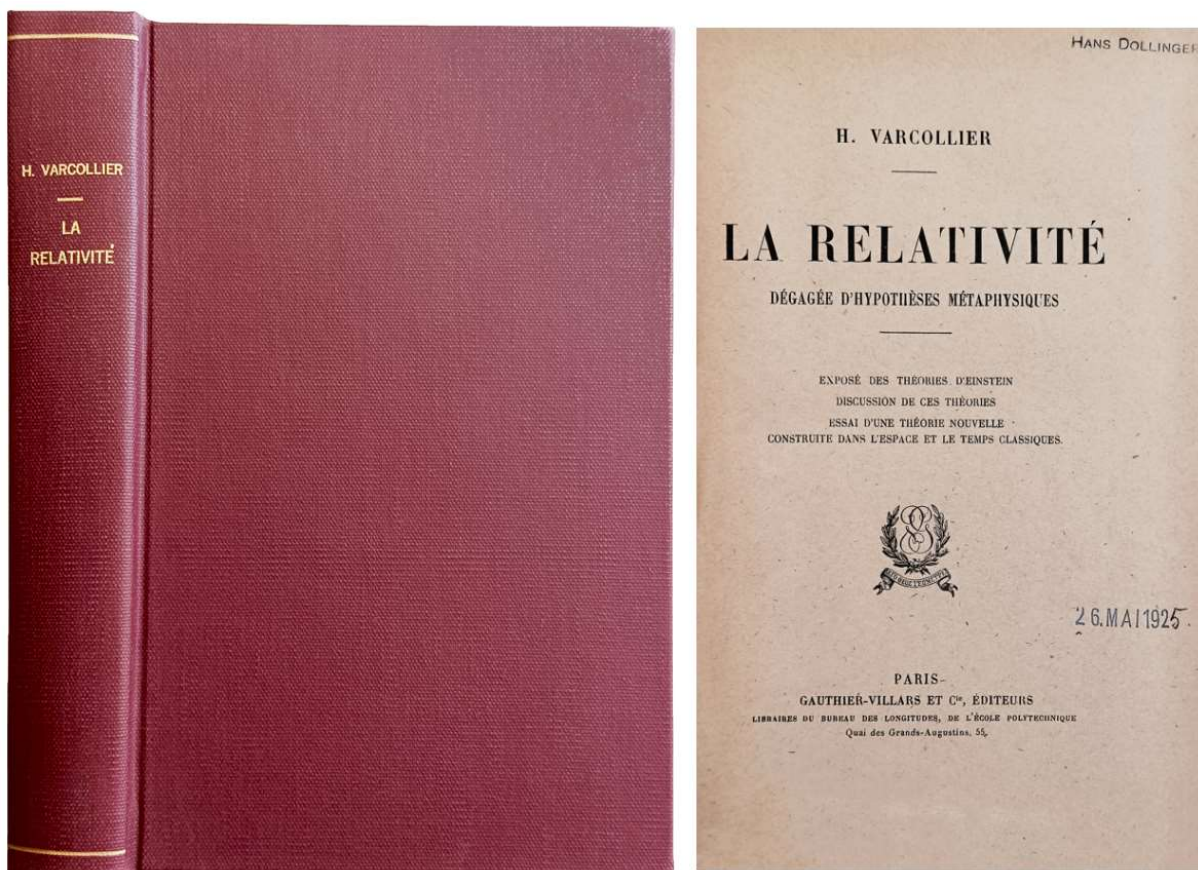 H. VARCOLLIER
LA
RELATIVITÉ
HANS DOLLINGER
H. VARCOLLIER
LA RELATIVITÉ
DÉGAGÉE D'HYPOTHÈSES MÉTAPHYSIQUES
EXPOSÉ DES THÉORIES D'EINSTEIN
DISCUSSION DE CES THÉORIES
ESSAI D'UNE THÉORIE NOUVELLE
CONSTRUITE DANS L'ESPACE ET LE TEMPS CLASSIQUES.
26.MAI1925
PARIS
GAUTHIER-VILLARS ET Cie, ÉDITEURS
LIBRAIRES DU BUREAU DES LONGITUDES, DE L'ÉCOLE POLYTECHNIQUE
Quai des Grands-Augustins, 55.